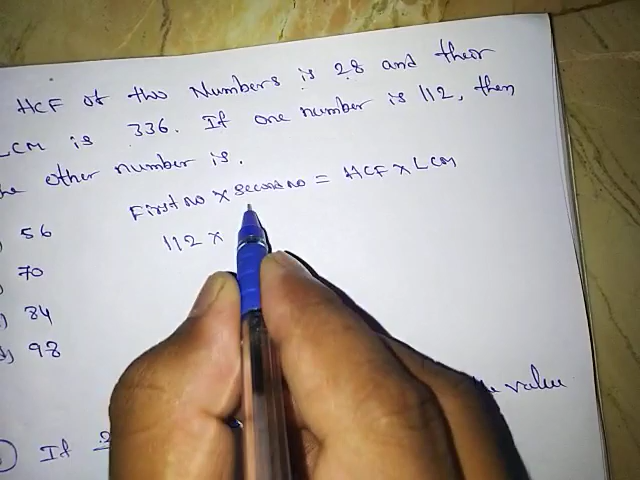 HCF of two Numbers is 28 and their
LCM is 336. If one number is 112, then
the other number is.
First no x second no = HCF x LCM
112 x
) 56
) 70
) 84
d) 98
value
) If 2